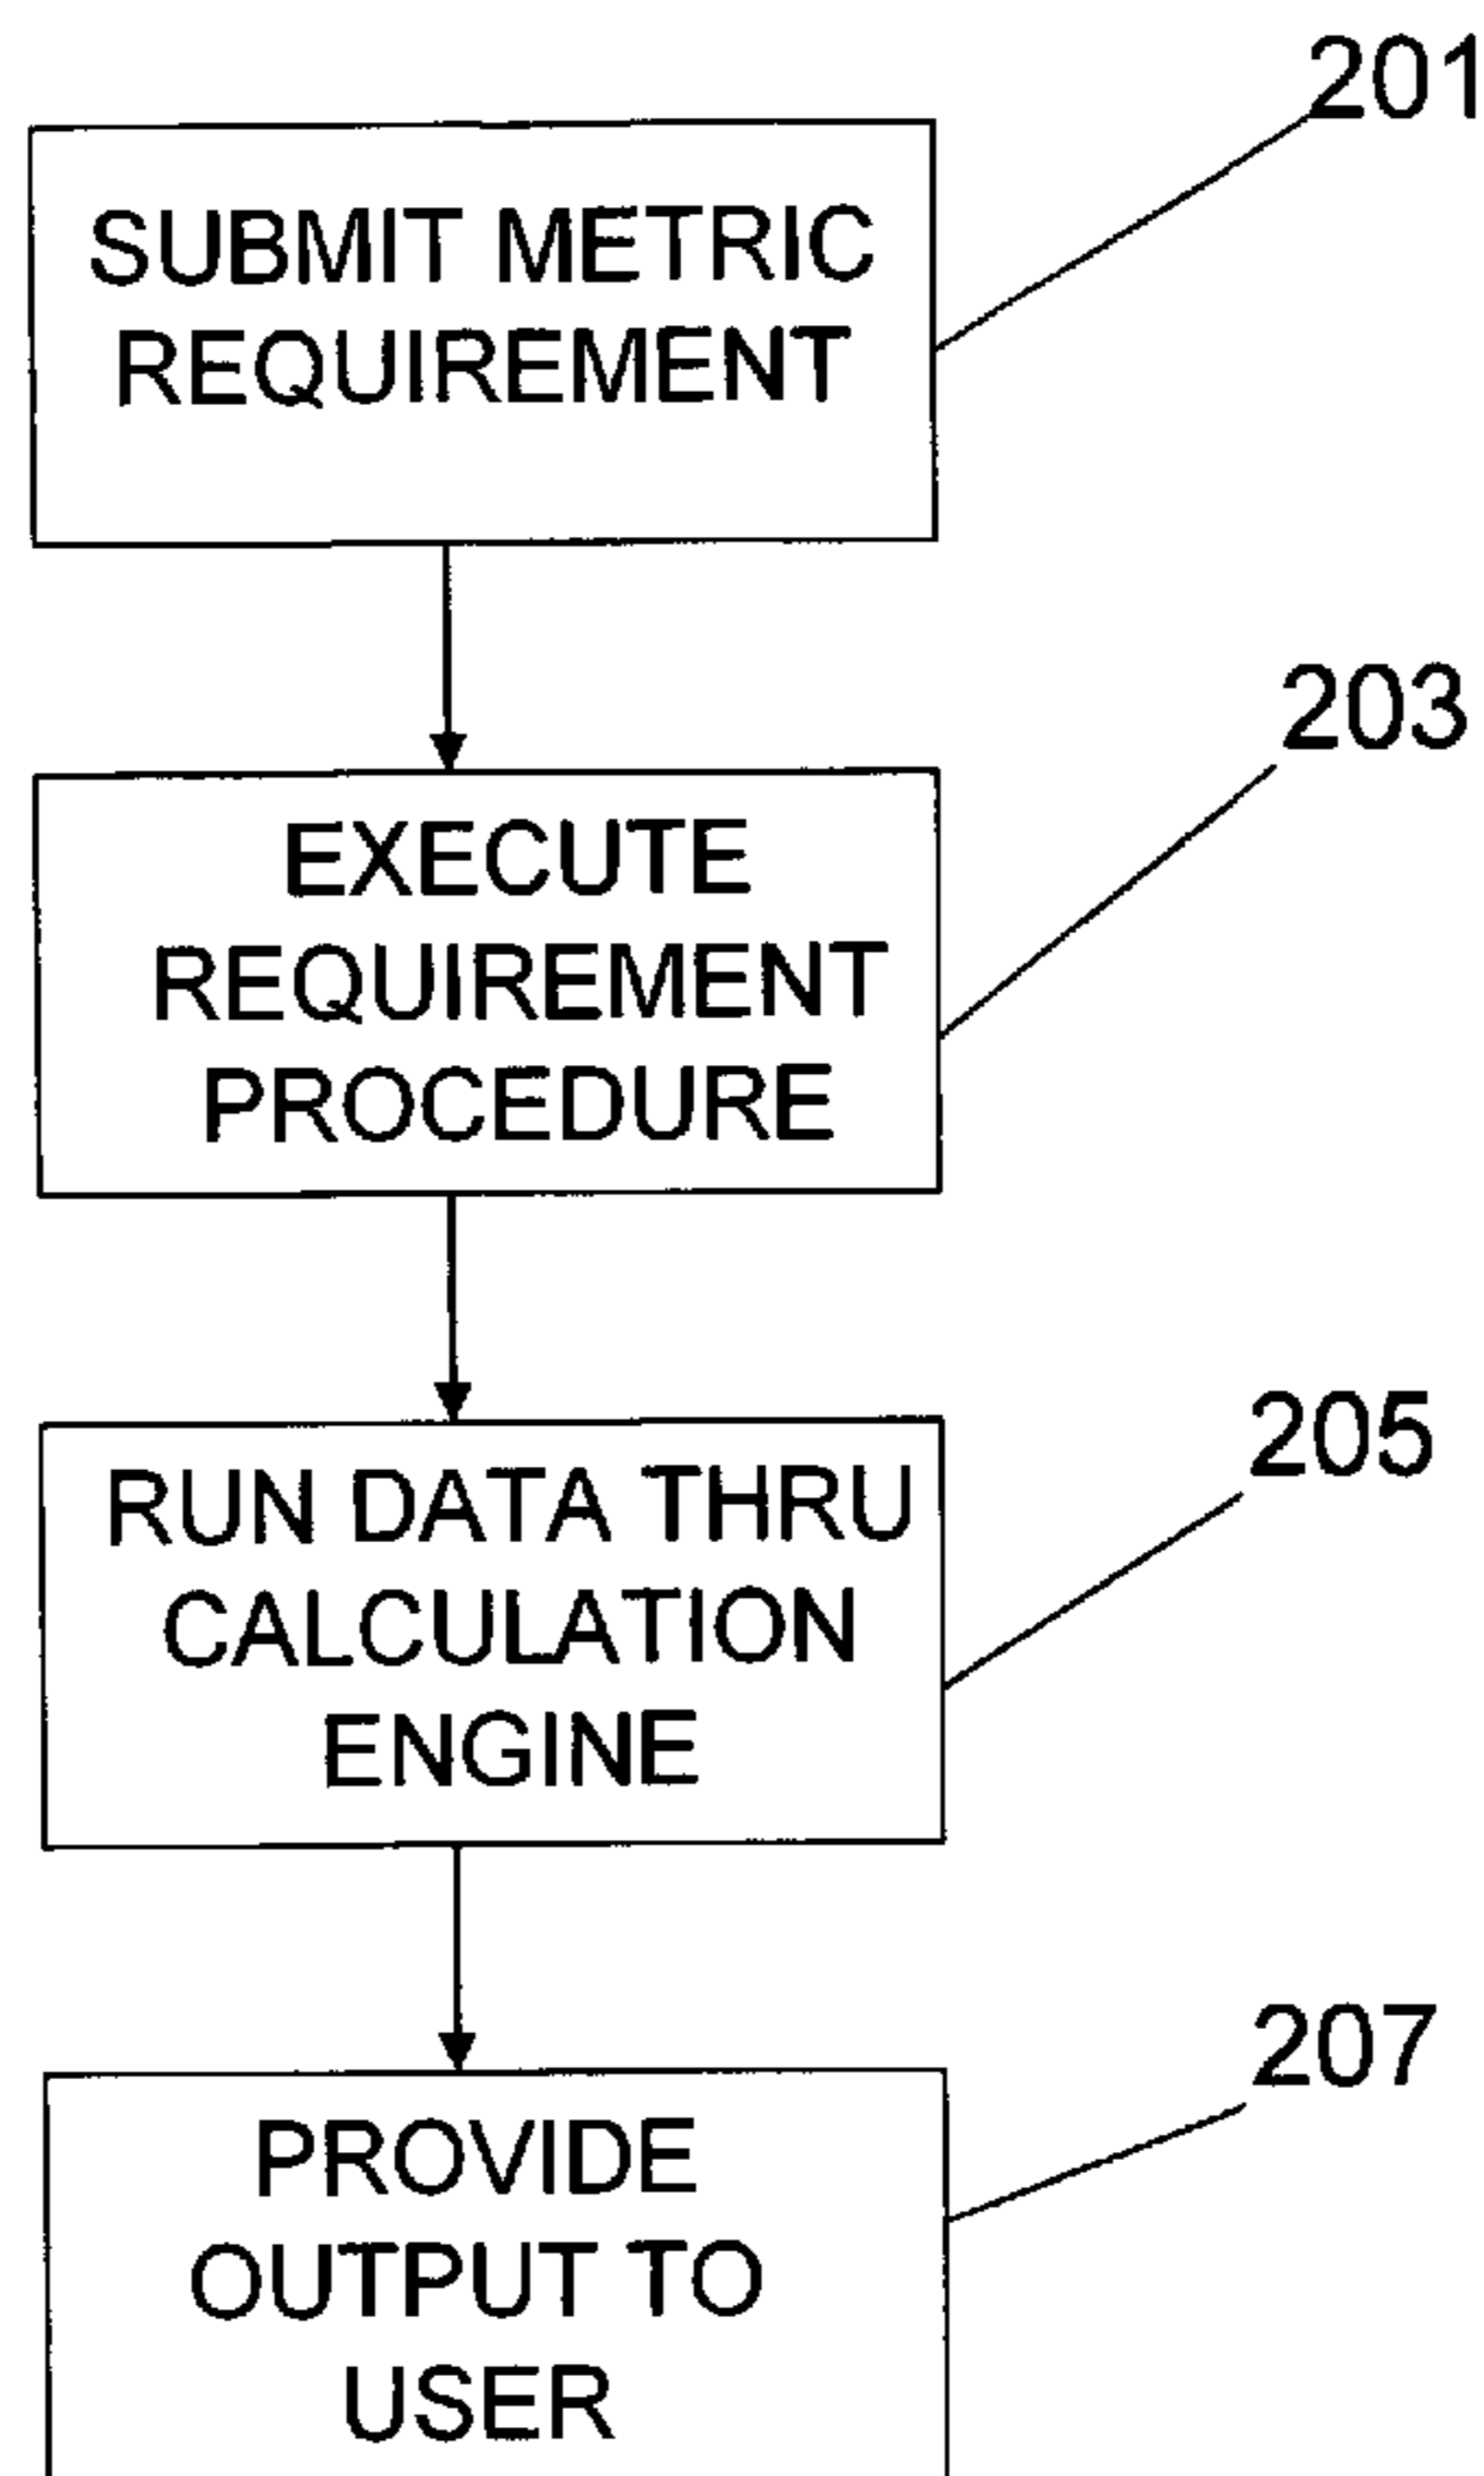 201
SUBMIT METRIC
REQUIREMENT
203
EXECUTE
REQUIREMENT
PROCEDURE
205
RUN DATA THRU
CALCULATION
ENGINE
207
PROVIDE
OUTPUT TO
USER